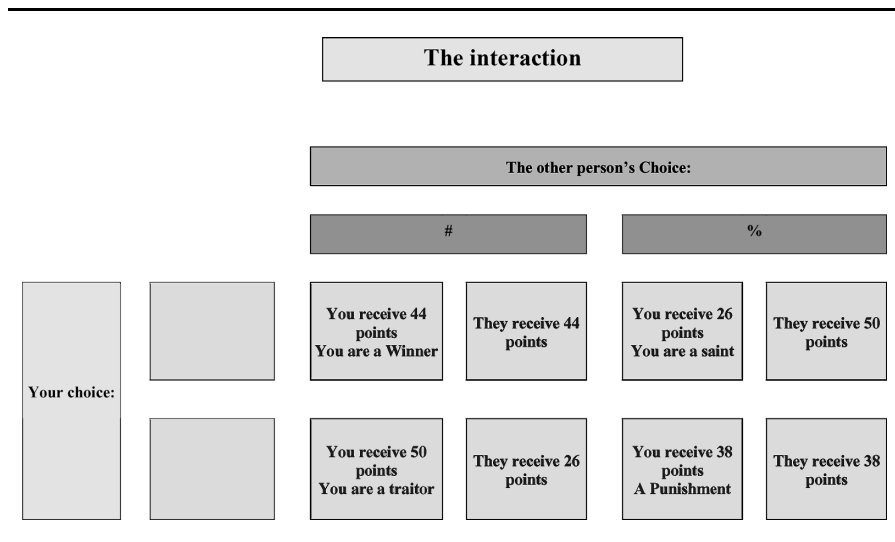 The interaction
The other person's Choice:
#
%
Your choice:
You receive 44
points
You are a Winner
They receive 44
points
You receive 26
points
You are a saint
They receive 50
points
You receive 50
points
You are a traitor
They receive 26
points
You receive 38
points
A Punishment
They receive 38
points